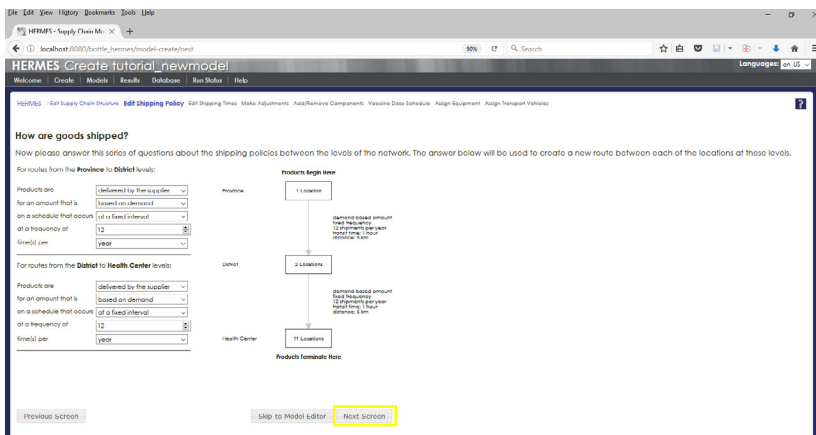 File Edit View History Bookmarks Tools Help
HERMES - Supply Chain Mo
localhost:8080/bottle_hermes/model-create/next
90%
Search
HERMES Create tutorial_newmodel
Languages: en_US
Welcome Create Models Results Database Run Status Help
HERMES > Edit Supply Chain Structure Edit Shipping Policy Edit Shipping Times Make Adjustments Add/Remove Components Vaccine Dose Schedule Assign Equipment Assign Transport Vehicles
?
How are goods shipped?
Now please answer this series of questions about the shipping policies between the levels of the network. The answer below will be used to create a new route between each of the locations at these levels.
For routes from the Province to District levels:
Products are delivered by the supplier
for an amount that is based on demand
on a schedule that occurs at a fixed interval
at a frequency of 12
time(s) per year
For routes from the District to Health Center levels:
Products are delivered by the supplier
for an amount that is based on demand
on a schedule that occurs at a fixed interval
at a frequency of 12
time(s) per year
Products Begin Here
Province
1 Location
demand based amount
fixed frequency
12 shipments per year
transit time: 1 hour
distance: 5 km
District
2 Locations
demand based amount
fixed frequency
12 shipments per year
transit time: 1 hour
distance: 5 km
Health Center
11 Locations
Products Terminate Here
Previous Screen
Skip to Model Editor
Next Screen